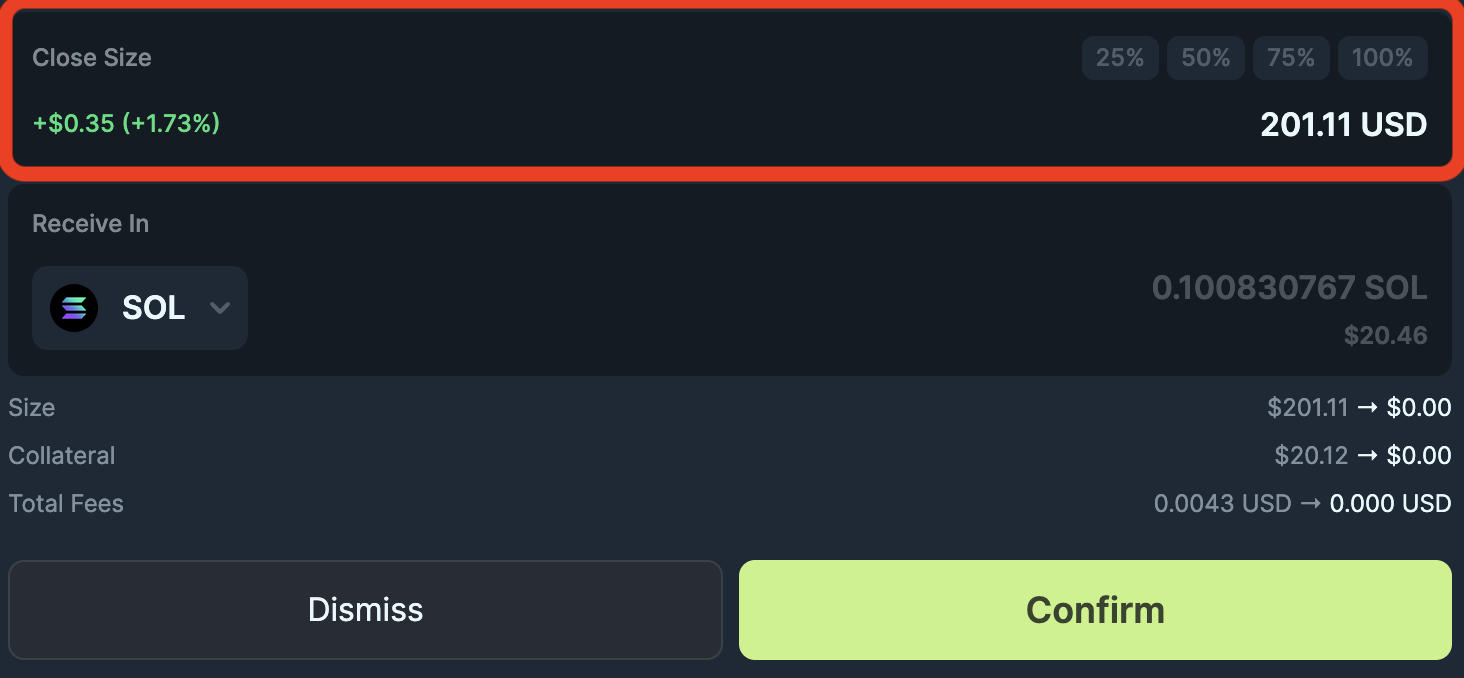 Close Size 25% 50% 75% 100%
+$0.35 (+1.73%) 201.11 USD
Receive In
SOL 0.100830767 SOL
$20.46
Size $201.11 → $0.00
Collateral $20.12 → $0.00
Total Fees 0.0043 USD → 0.000 USD
Dismiss Confirm